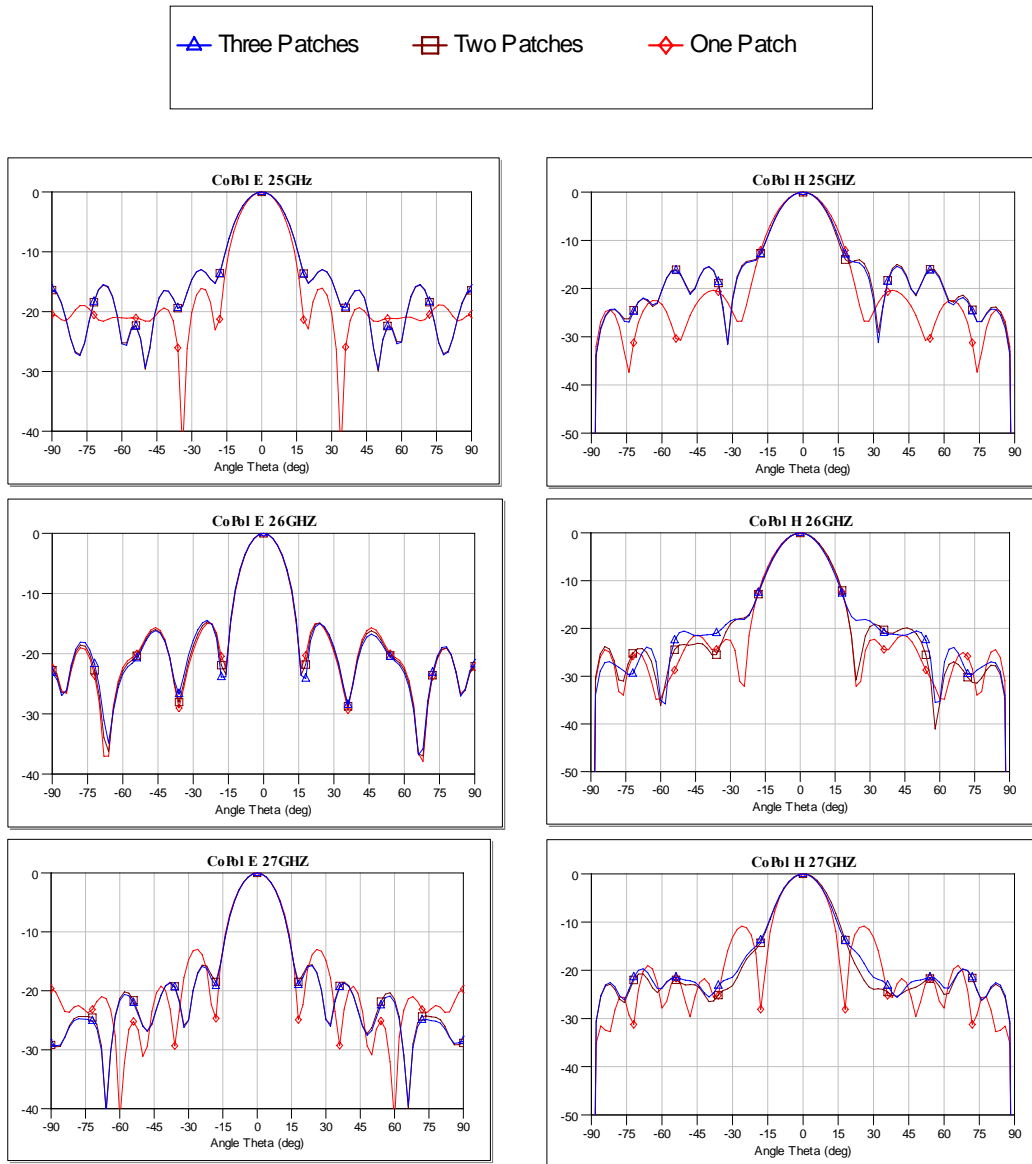 Three Patches Two Patches One Patch
CoPol E 25GHz
0
-10
-20
-30
-40
-90 -75 -60 -45 -30 -15 0 15 30 45 60 75 90
Angle Theta (deg)
CoPol H 25GHZ
0
-10
-20
-30
-40
-50
-90 -75 -60 -45 -30 -15 0 15 30 45 60 75 90
Angle Theta (deg)
CoPol E 26GHZ
0
-10
-20
-30
-40
-90 -75 -60 -45 -30 -15 0 15 30 45 60 75 90
Angle Theta (deg)
CoPol H 26GHZ
0
-10
-20
-30
-40
-50
-90 -75 -60 -45 -30 -15 0 15 30 45 60 75 90
Angle Theta (deg)
CoPol E 27GHZ
0
-10
-20
-30
-40
-90 -75 -60 -45 -30 -15 0 15 30 45 60 75 90
Angle Theta (deg)
CoPol H 27GHZ
0
-10
-20
-30
-40
-50
-90 -75 -60 -45 -30 -15 0 15 30 45 60 75 90
Angle Theta (deg)